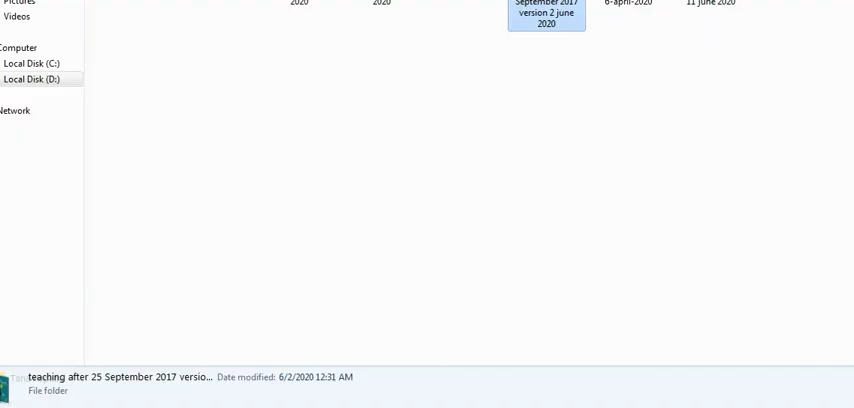 Pictures
Videos
Computer
Local Disk (C:)
Local Disk (D:)
Network
2020
2020
September 2017
version 2 june
2020
6-april-2020
11 june 2020
teaching after 25 September 2017 versio... Date modified: 6/2/2020 12:31 AM
File folder